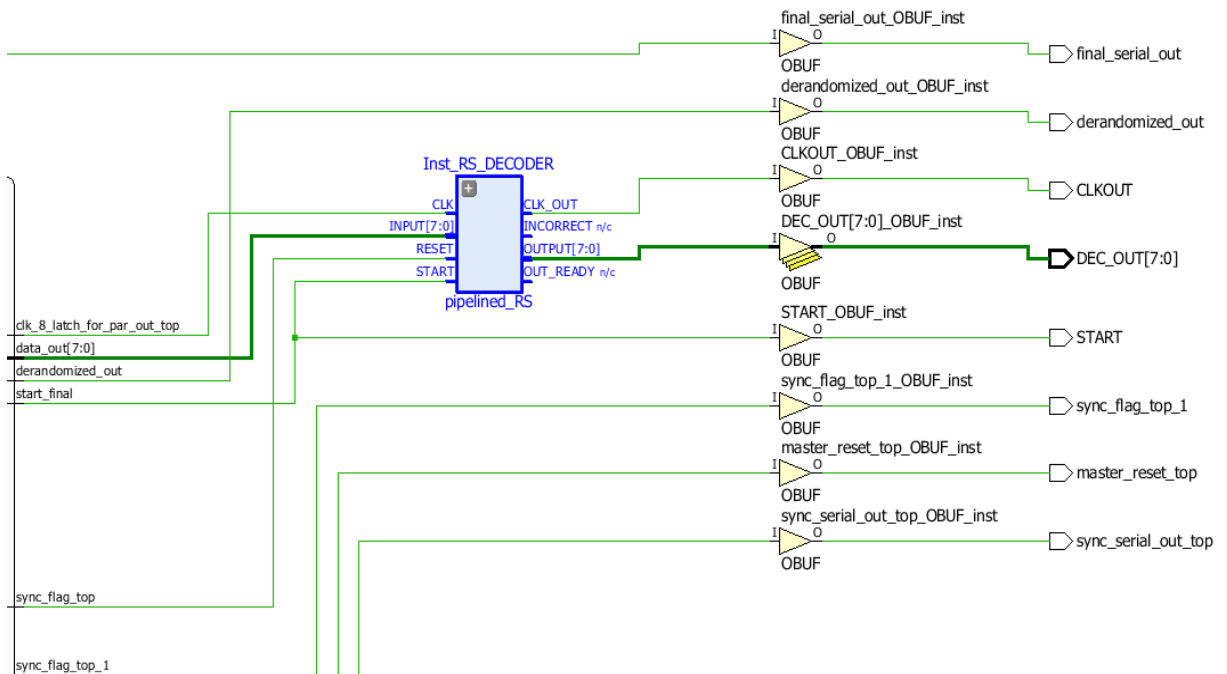 final_serial_out_OBUF_inst
I
O
final_serial_out
OBUF
derandomized_out_OBUF_inst
I
O
derandomized_out
OBUF
CLKOUT_OBUF_inst
I
O
CLKOUT
OBUF
Inst_RS_DECODER
+
CLK
CLK_OUT
INPUT[7:0]
INCORRECT n/c
RESET
OUTPUT[7:0]
START
OUT_READY n/c
pipelined_RS
DEC_OUT[7:0]_OBUF_inst
I
O
DEC_OUT[7:0]
OBUF
START_OBUF_inst
I
O
START
OBUF
clk_8_latch_for_par_out_top
data_out[7:0]
derandomized_out
start_final
sync_flag_top_1_OBUF_inst
I
O
sync_flag_top_1
OBUF
master_reset_top_OBUF_inst
I
O
master_reset_top
OBUF
sync_serial_out_top_OBUF_inst
I
O
sync_serial_out_top
OBUF
sync_flag_top
sync_flag_top_1